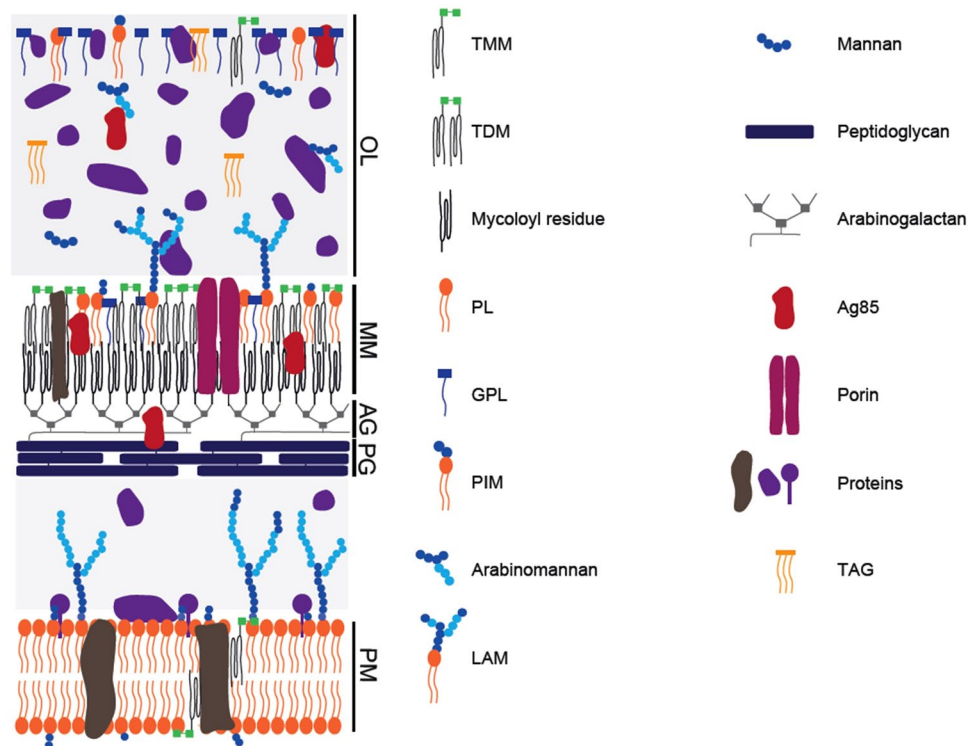 OL
MM
AG
PG
PM
TMM
TDM
Mycoloyl residue
PL
GPL
PIM
Arabinomannan
LAM
Mannan
Peptidoglycan
Arabinogalactan
Ag85
Porin
Proteins
TAG